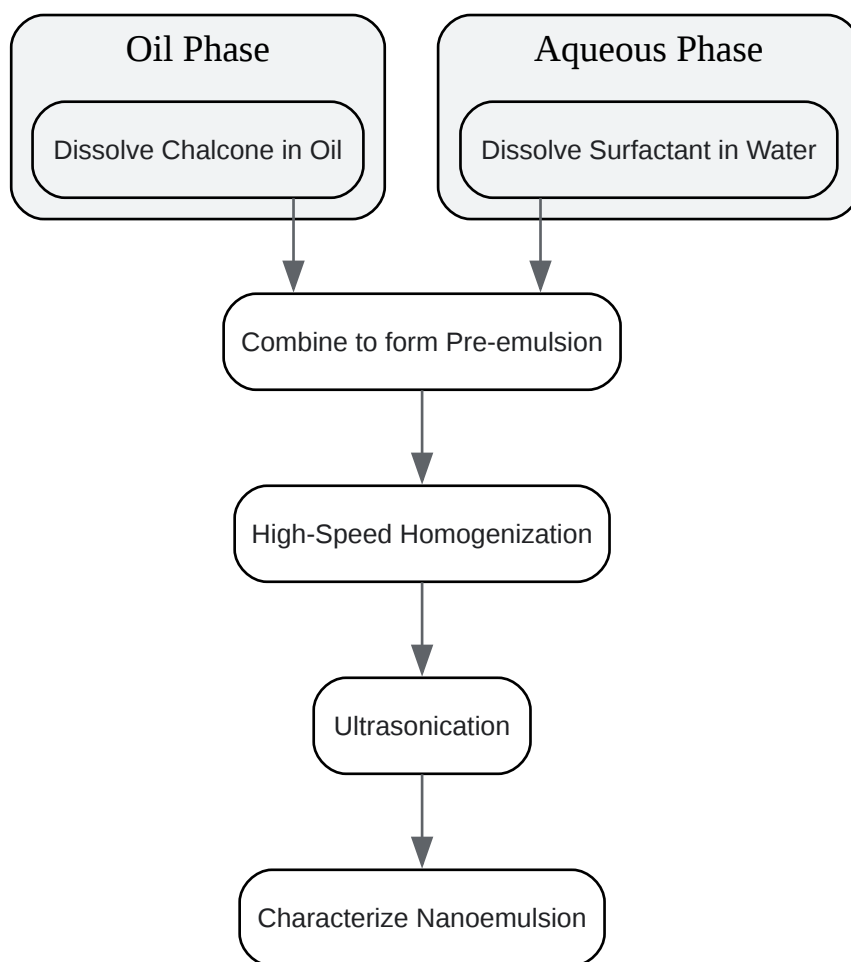 Oil Phase
Aqueous Phase
Dissolve Chalcone in Oil
Dissolve Surfactant in Water
Combine to form Pre-emulsion
High-Speed Homogenization
Ultrasonication
Characterize Nanoemulsion